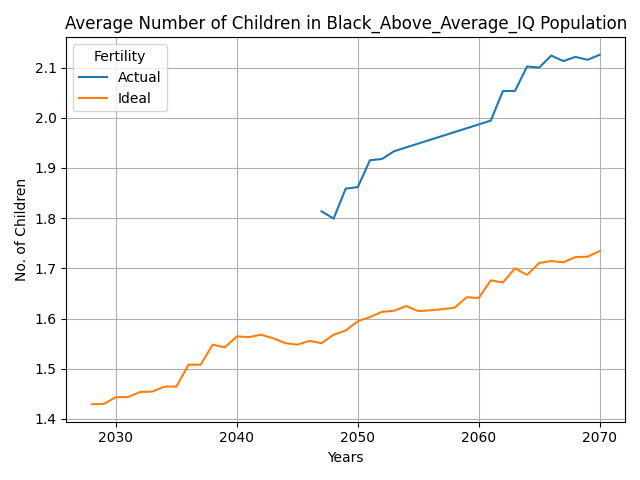 Average Number of Children in Black_Above_Average_IQ Population
Fertility
Actual
Ideal
No. of Children
2.1
2.0
1.9
1.8
1.7
1.6
1.5
1.4
2030 2040 2050 2060 2070
Years